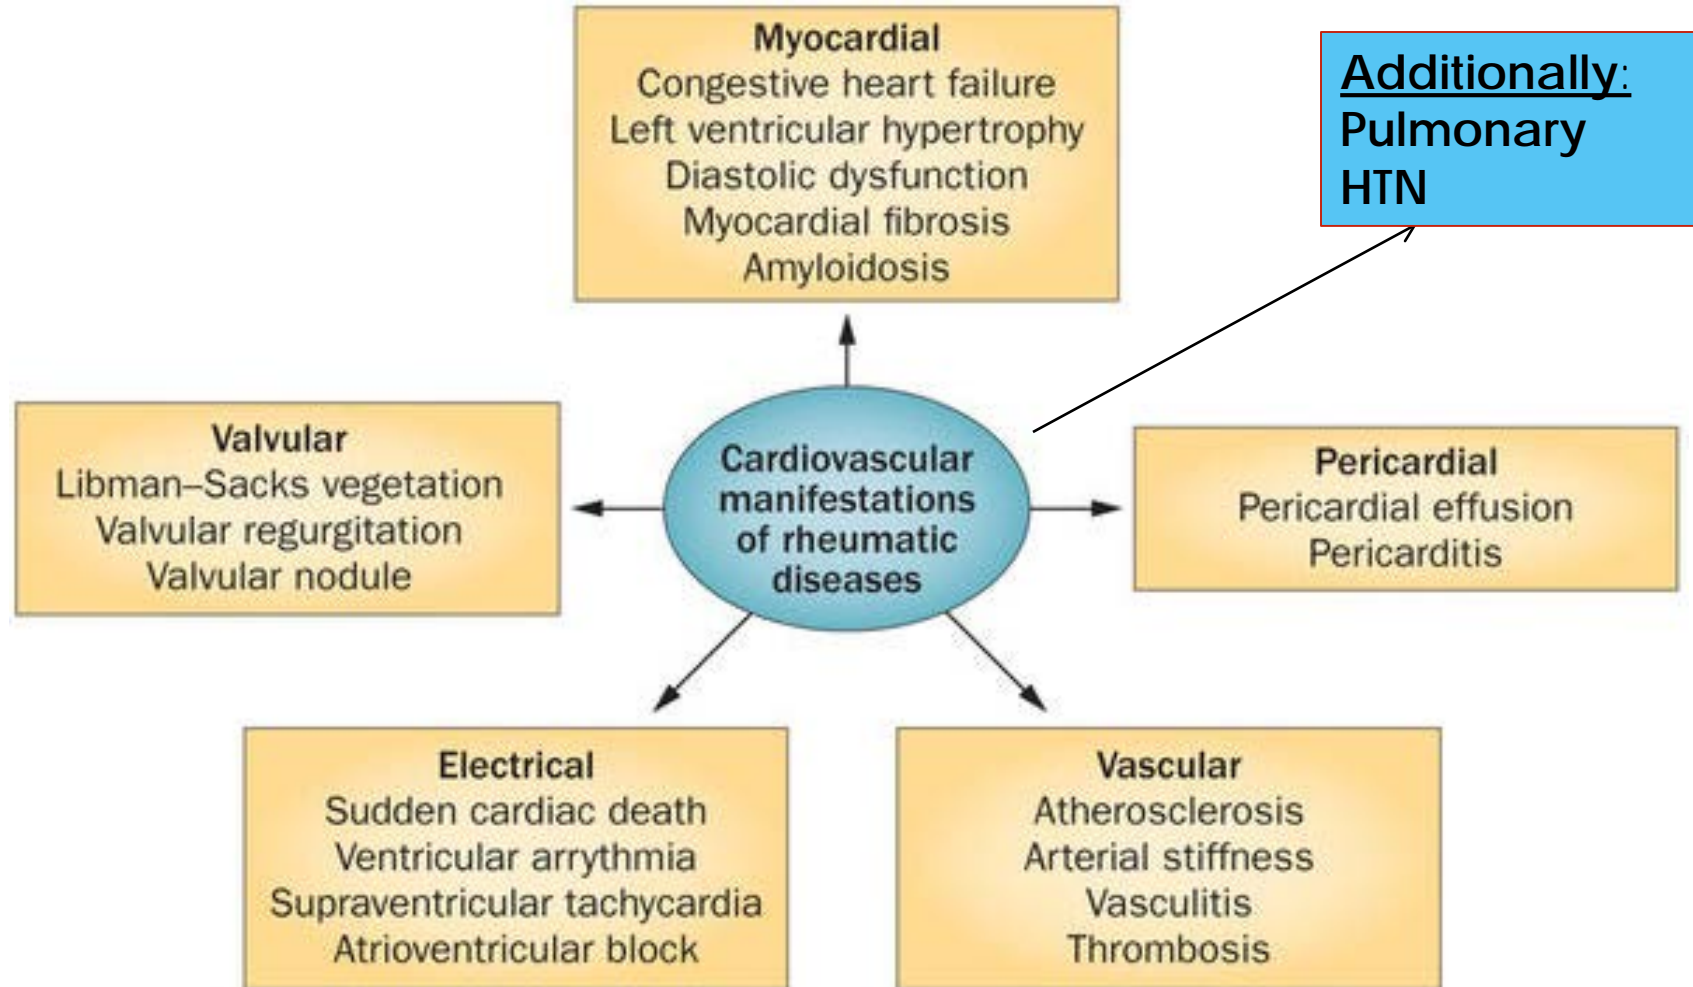 Myocardial
Congestive heart failure
Left ventricular hypertrophy
Diastolic dysfunction
Myocardial fibrosis
Amyloidosis
Additionally:
Pulmonary
HTN
Valvular
Libman–Sacks vegetation
Valvular regurgitation
Valvular nodule
Cardiovascular
manifestations
of rheumatic
diseases
Pericardial
Pericardial effusion
Pericarditis
Electrical
Sudden cardiac death
Ventricular arrythmia
Supraventricular tachycardia
Atrioventricular block
Vascular
Atherosclerosis
Arterial stiffness
Vasculitis
Thrombosis